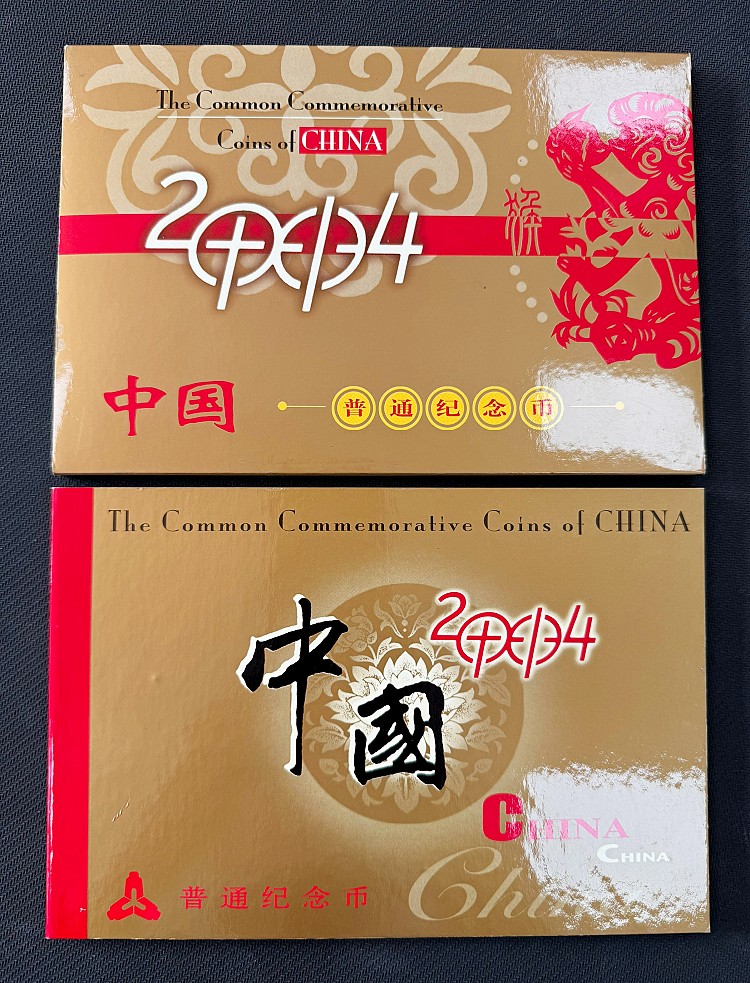 The Common Commemorative
Coins of CHINA
2004
猴
中国
普通纪念币
The Common Commemorative Coins of CHINA
2004
中國
CHINA
CHINA
China
普通纪念币